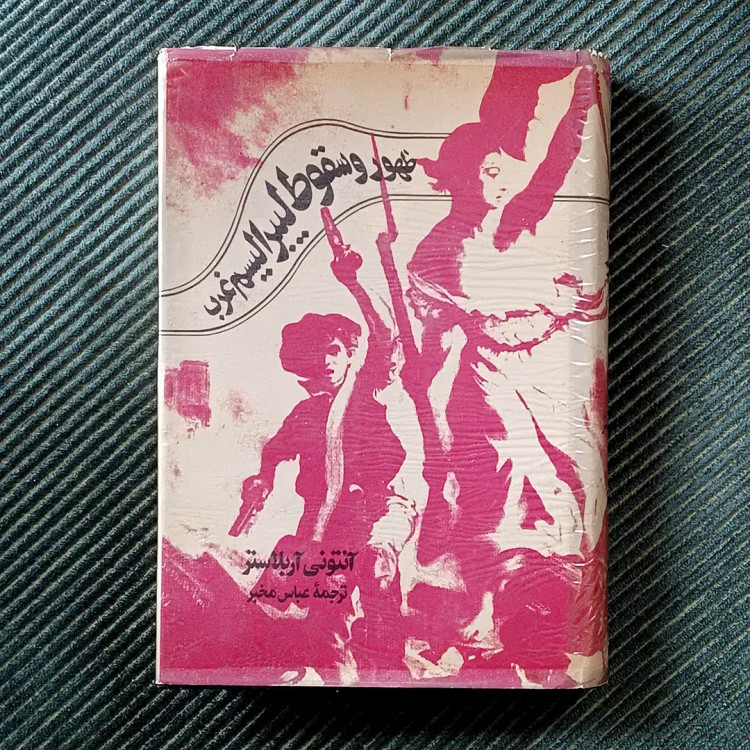 ظهور و سقوط لیبرالیسم غرب
آنتونی آربلاستر
ترجمهٔ عباس مخبر